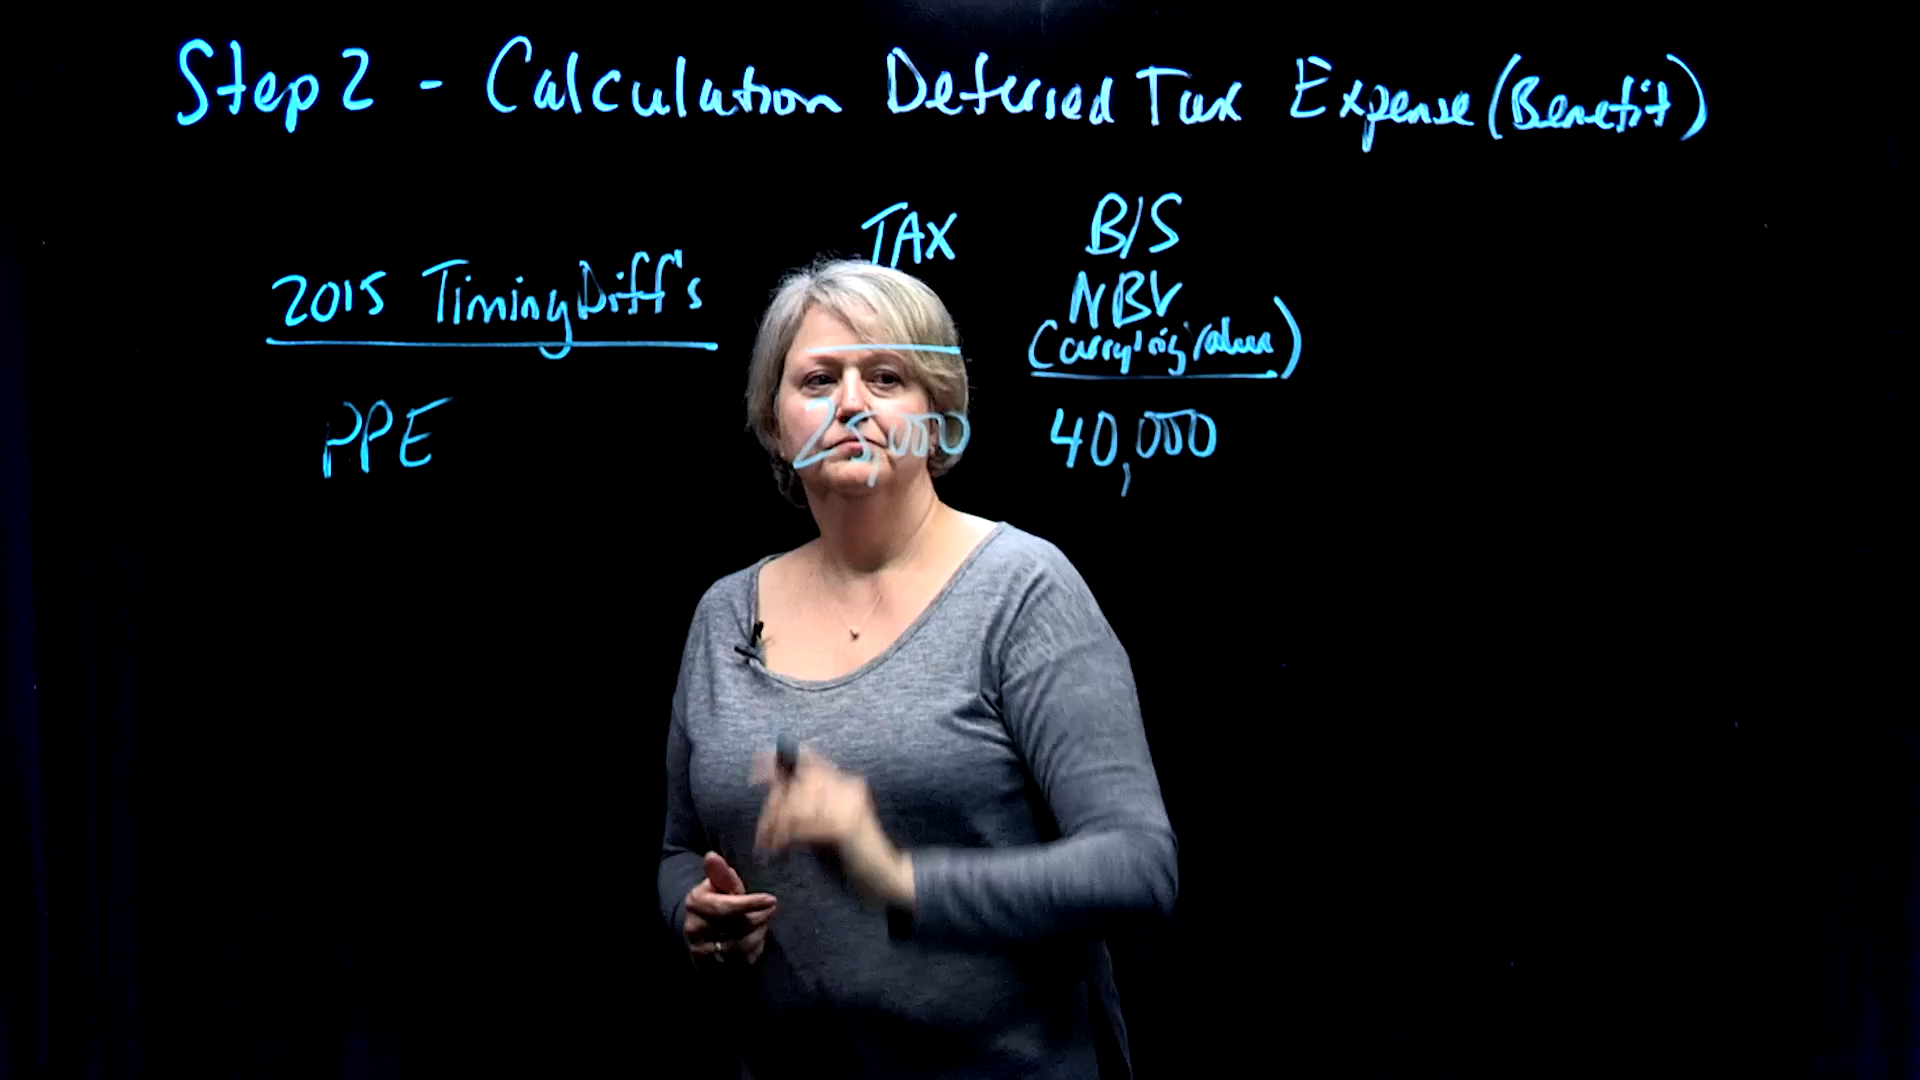 Step 2 - Calculation Deferred Tax Expense (Benefit)
TAX B/S
2015 Timing Diff's NBV
(carrying value)
PPE 25,000 40,000